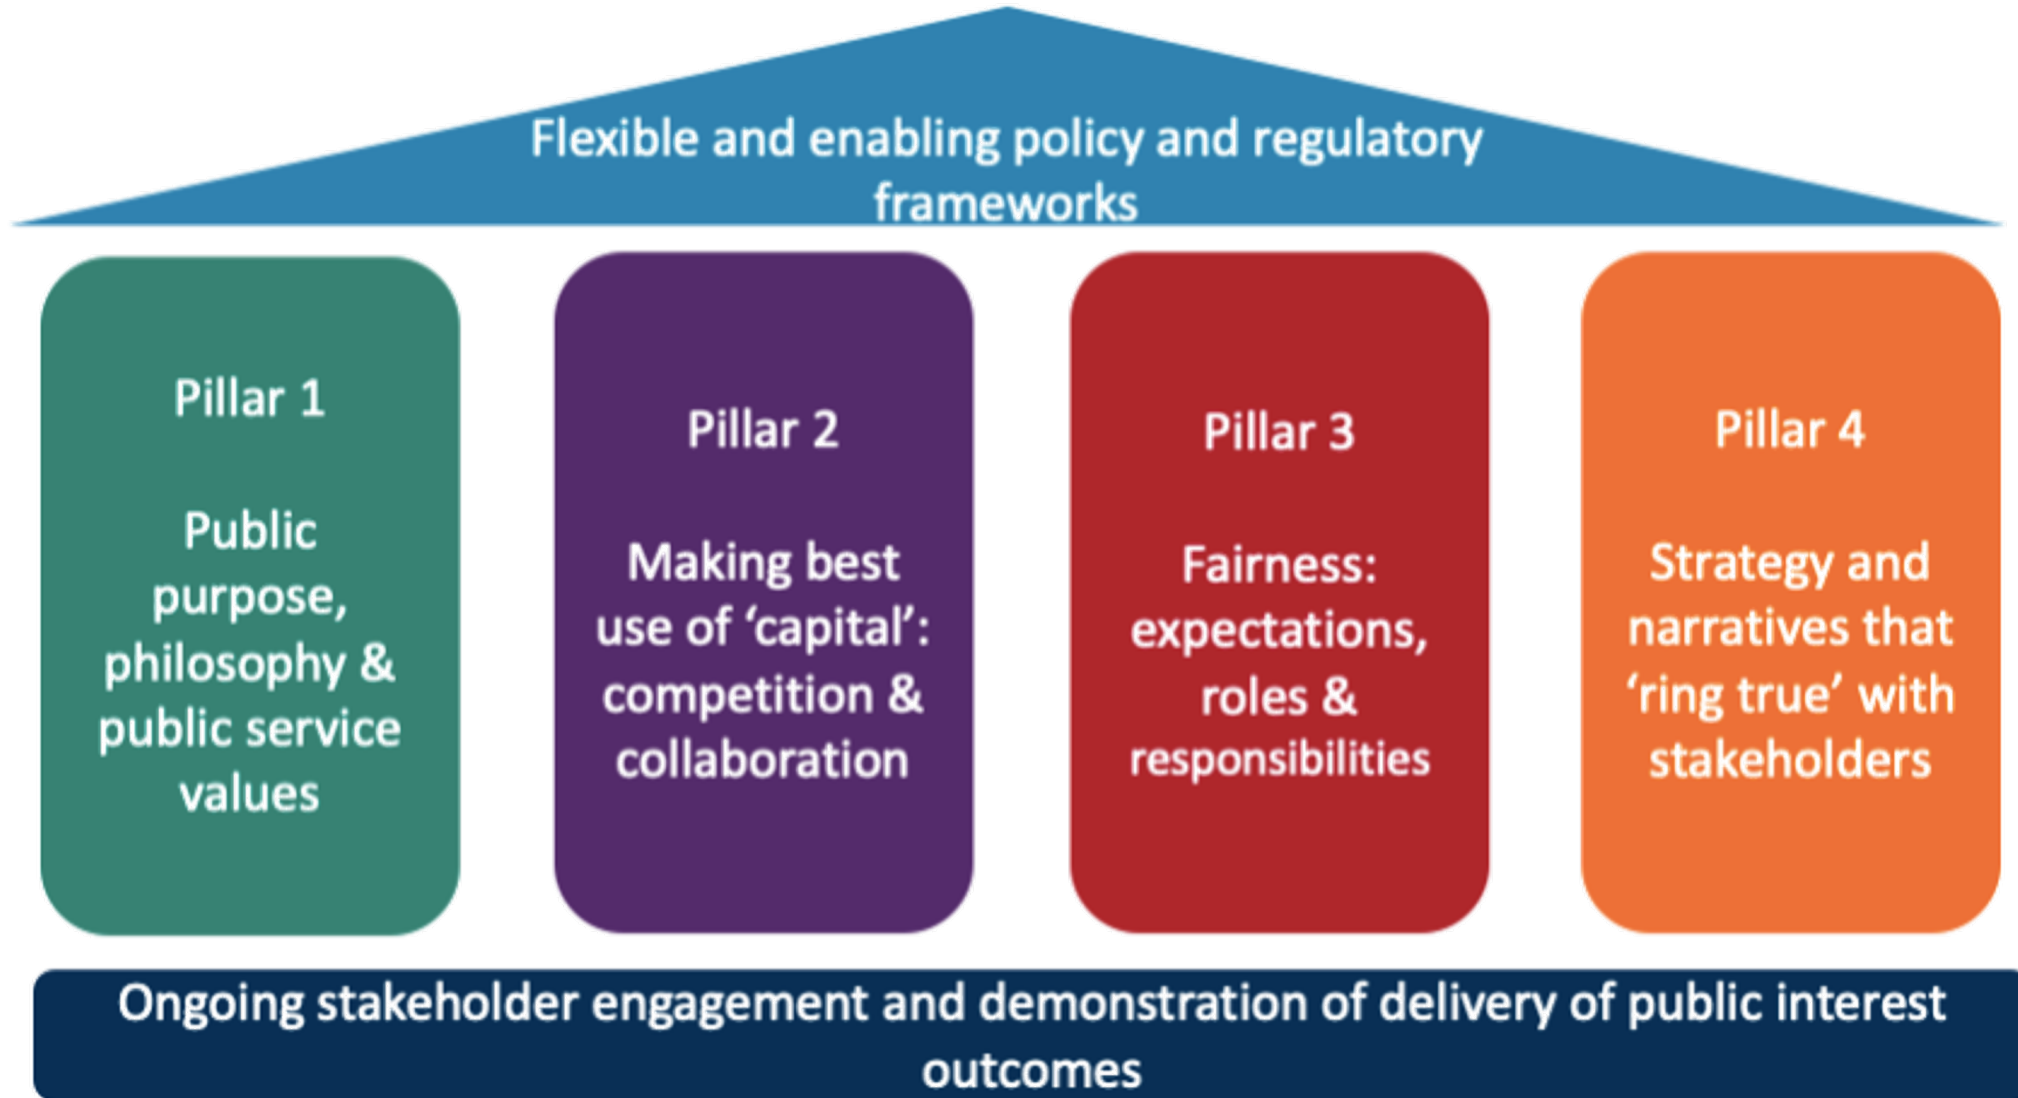 Flexible and enabling policy and regulatory
frameworks
Pillar 1
Public
purpose,
philosophy &
public service
values
Pillar 2
Making best
use of ‘capital’:
competition &
collaboration
Pillar 3
Fairness:
expectations,
roles &
responsibilities
Pillar 4
Strategy and
narratives that
‘ring true’ with
stakeholders
Ongoing stakeholder engagement and demonstration of delivery of public interest
outcomes